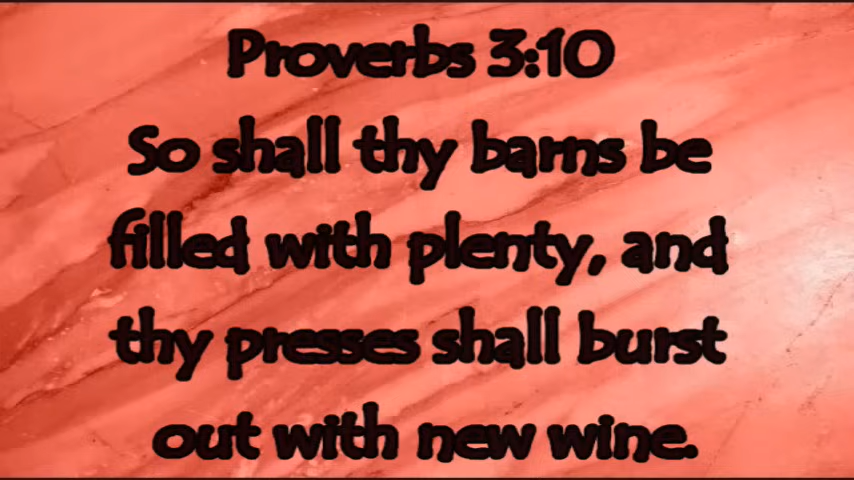 Proverbs 3:10
So shall thy barns be
filled with plenty, and
thy presses shall burst
out with new wine.